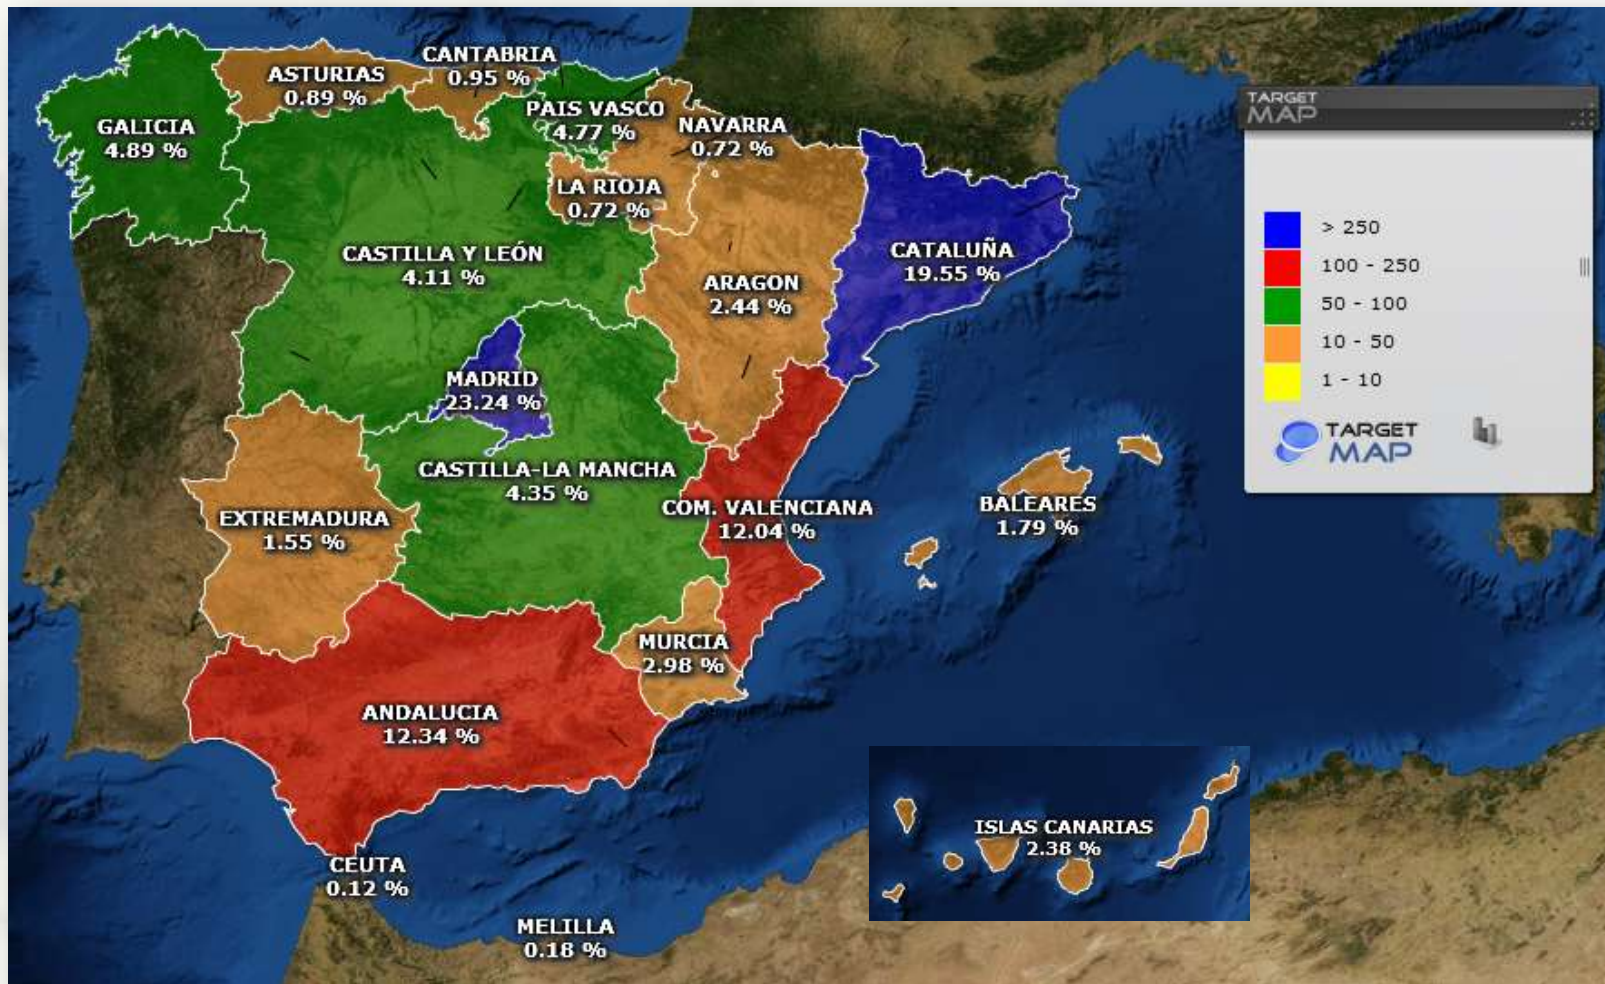 CANTABRIA
0.95 %
ASTURIAS
0.89 %
PAIS VASCO
4.77 %
GALICIA
4.89 %
NAVARRA
0.72 %
LA RIOJA
0.72 %
CASTILLA Y LEÓN
4.11 %
ARAGON
2.44 %
CATALUÑA
19.55 %
MADRID
23.24 %
CASTILLA-LA MANCHA
4.35 %
EXTREMADURA
1.55 %
COM. VALENCIANA
12.04 %
BALEARES
1.79 %
MURCIA
2.98 %
ANDALUCIA
12.34 %
ISLAS CANARIAS
2.38 %
CEUTA
0.12 %
MELILLA
0.18 %
TARGET
MAP
> 250
100 - 250
50 - 100
10 - 50
1 - 10
TARGET
MAP